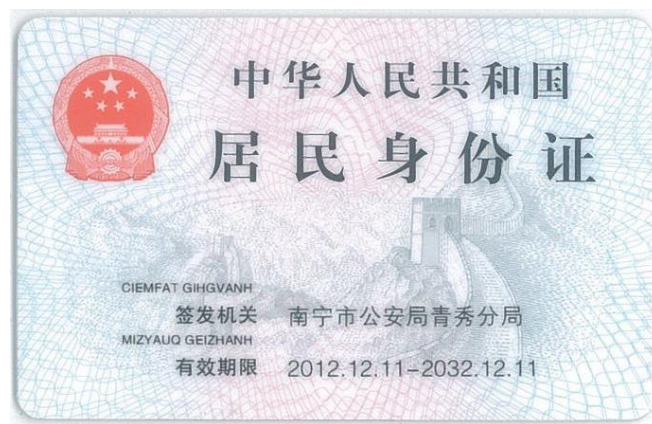 中华人民共和国
居民身份证
CIEMFAT GIHGVANH
签发机关 南宁市公安局青秀分局
MIZYAUQ GEIZHANH
有效期限 2012.12.11-2032.12.11